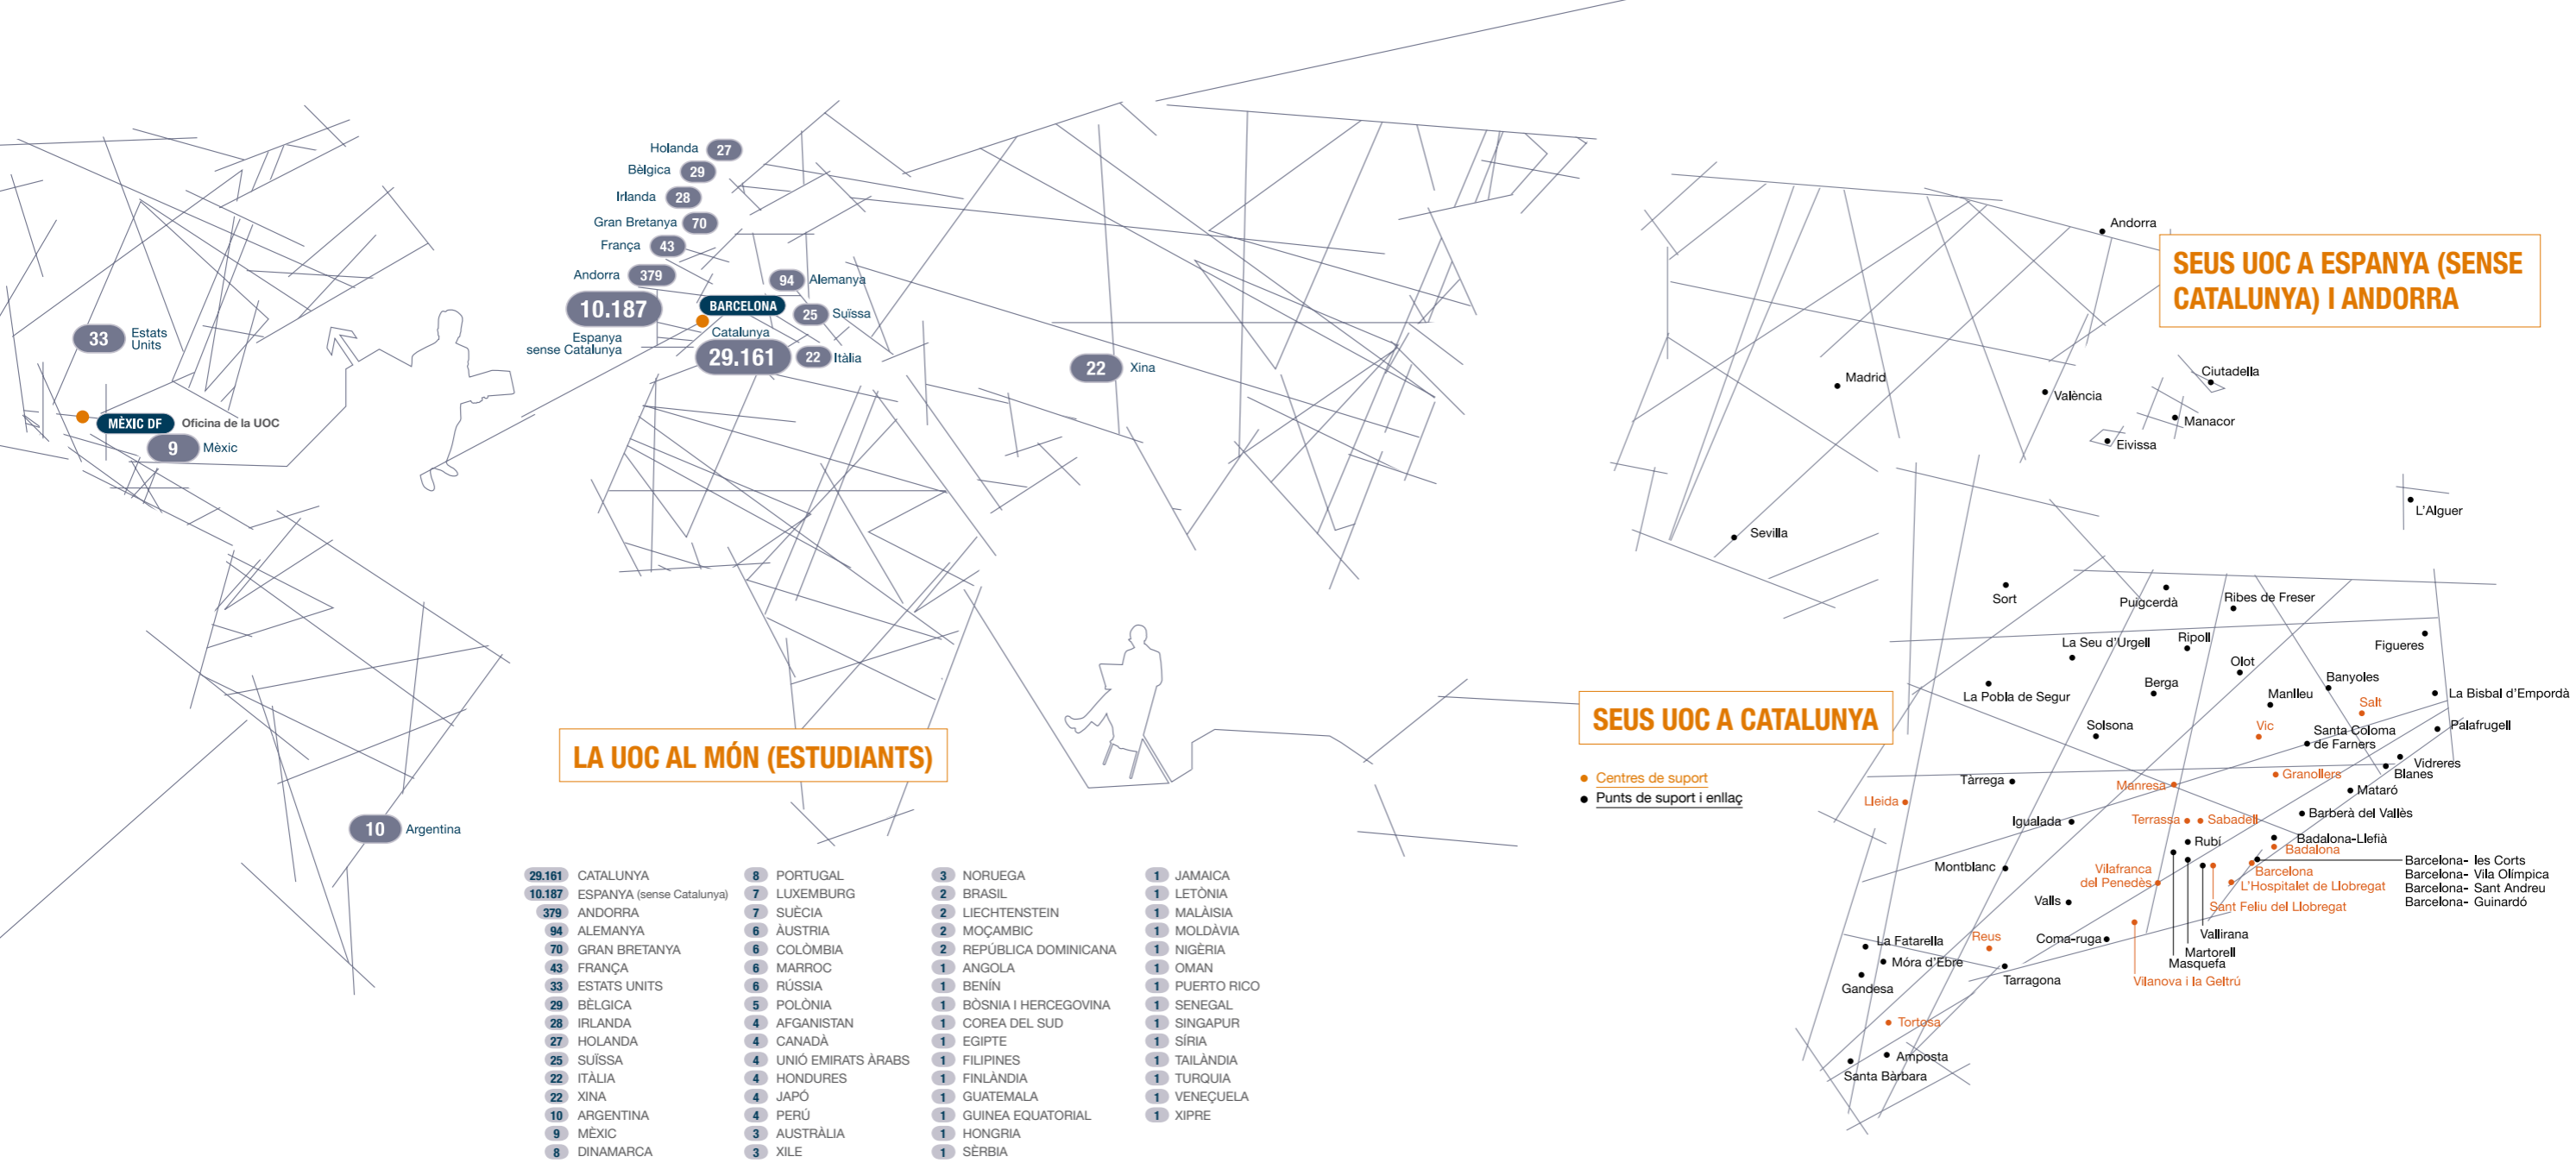 Holanda 27
Bèlgica 29
Irlanda 28
Gran Bretanya 70
França 43
Andorra 379
94 Alemanya
10.187
Espanya
sense Catalunya
BARCELONA
Catalunya
29.161
25 Suïssa
22 Itàlia
22 Xina
33 Estats
Units
MÈXIC DF Oficina de la UOC
9 Mèxic
10 Argentina
LA UOC AL MÓN (ESTUDIANTS)
29.161 CATALUNYA
10.187 ESPANYA (sense Catalunya)
379 ANDORRA
94 ALEMANYA
70 GRAN BRETANYA
43 FRANÇA
33 ESTATS UNITS
29 BÈLGICA
28 IRLANDA
27 HOLANDA
25 SUÏSSA
22 ITÀLIA
22 XINA
10 ARGENTINA
9 MÈXIC
8 DINAMARCA
8 PORTUGAL
7 LUXEMBURG
7 SUÈCIA
6 ÀUSTRIA
6 COLÒMBIA
6 MARROC
6 RÚSSIA
5 POLÒNIA
4 AFGANISTAN
4 CANADÀ
4 UNIÓ EMIRATS ÀRABS
4 HONDURES
4 JAPÓ
4 PERÚ
3 AUSTRÀLIA
3 XILE
3 NORUEGA
2 BRASIL
2 LIECHTENSTEIN
2 MOÇAMBIC
2 REPÚBLICA DOMINICANA
1 ANGOLA
1 BENÍN
1 BÒSNIA I HERCEGOVINA
1 COREA DEL SUD
1 EGIPTE
1 FILIPINES
1 FINLÀNDIA
1 GUATEMALA
1 GUINEA EQUATORIAL
1 HONGRIA
1 SÈRBIA
1 JAMAICA
1 LETÒNIA
1 MALÀISIA
1 MOLDÀVIA
1 NIGÈRIA
1 OMAN
1 PUERTO RICO
1 SENEGAL
1 SINGAPUR
1 SÍRIA
1 TAILÀNDIA
1 TURQUIA
1 VENEÇUELA
1 XIPRE
SEUS UOC A ESPANYA (SENSE
CATALUNYA) I ANDORRA
Andorra
Madrid
València
Ciutadella
Manacor
Eivissa
L'Alguer
Sevilla
SEUS UOC A CATALUNYA
Centres de suport
Punts de suport i enllaç
Sort
Puigcerdà
Ribes de Freser
La Seu d'Urgell
Ripoll
Figueres
Olot
Banyoles
La Pobla de Segur
Berga
Manlleu
La Bisbal d'Empordà
Salt
Solsona
Vic
Santa Coloma
de Farners
Palafrugell
Vidreres
Blanes
Tàrrega
Granollers
Manresa
Mataró
Lleida
Barberà del Vallès
Igualada
Terrassa
Sabadell
Rubí
Badalona-Llefià
Badalona
Montblanc
Vilafranca
del Penedès
Barcelona
L'Hospitalet de Llobregat
Barcelona- les Corts
Barcelona- Vila Olímpica
Barcelona- Sant Andreu
Barcelona- Guinardó
Valls
Sant Feliu del Llobregat
Vallirana
Martorell
Masquefa
La Fatarella
Reus
Coma-ruga
Móra d'Ebre
Tarragona
Vilanova i la Geltrú
Gandesa
Tortosa
Amposta
Santa Bàrbara